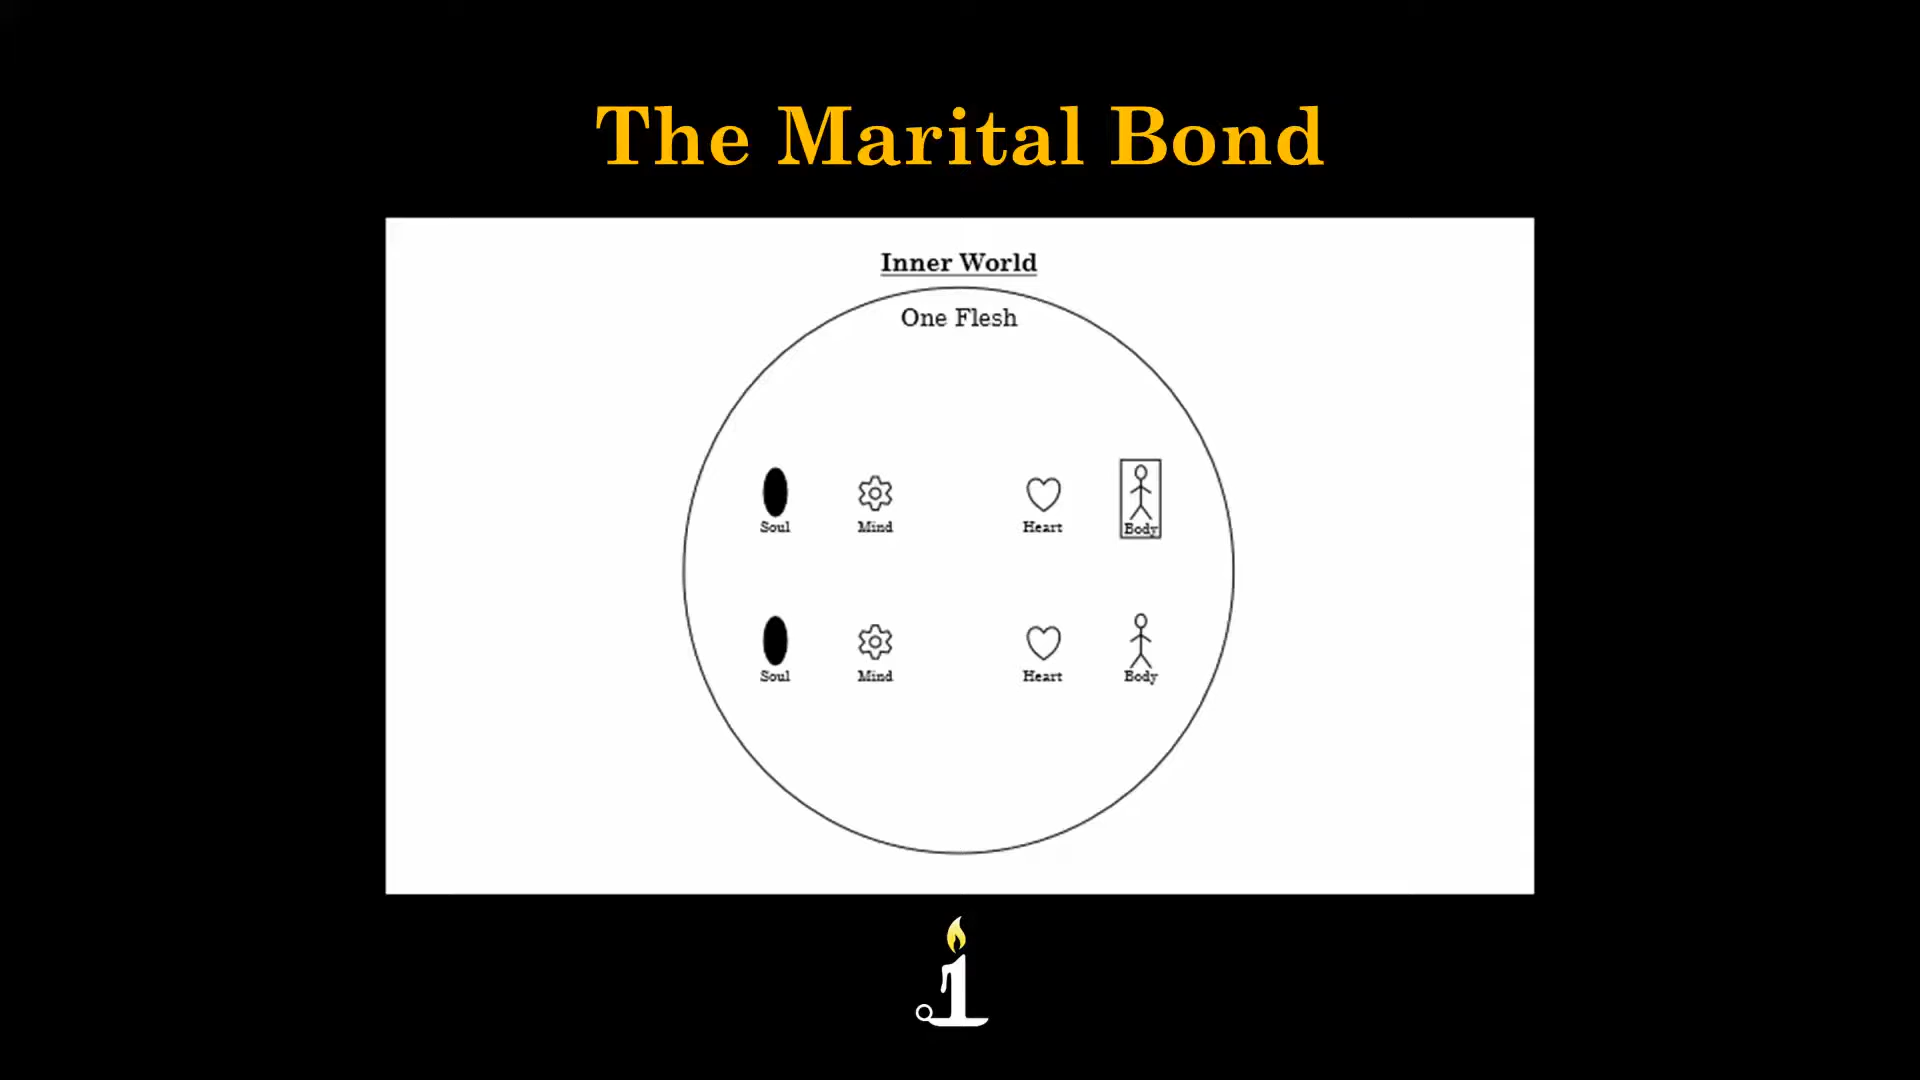 The Marital Bond
Inner World
One Flesh
Soul Mind Heart Body
Soul Mind Heart Body